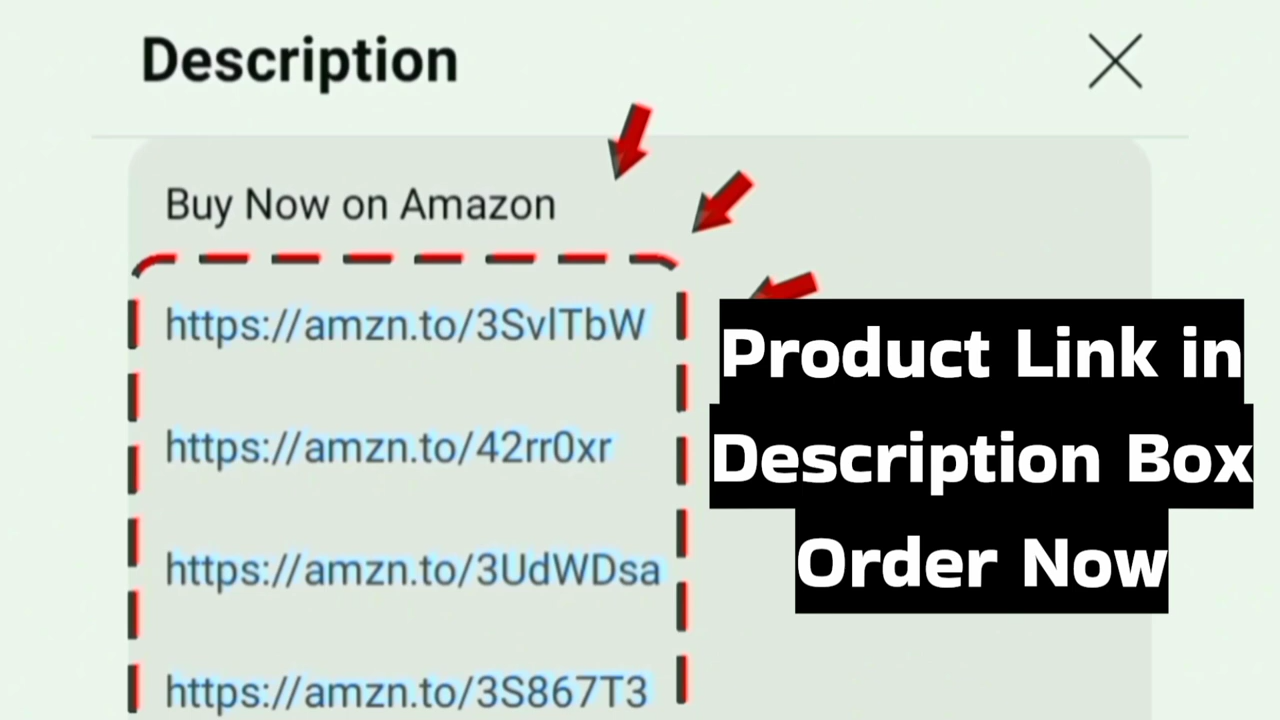 Description
Buy Now on Amazon
https://amzn.to/3SvlTbW
https://amzn.to/42rr0xr
https://amzn.to/3UdWDsa
https://amzn.to/3S867T3
Product Link in
Description Box
Order Now